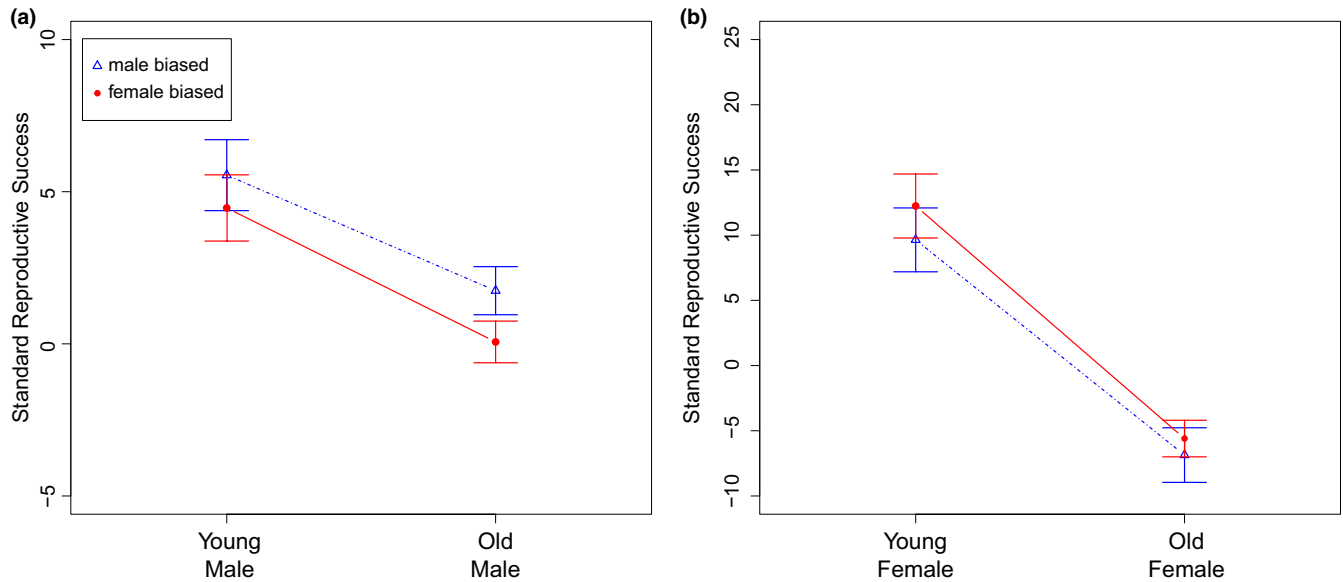 (a)
Standard Reproductive Success
10
5
0
−5
male biased
female biased
Young
Male
Old
Male
(b)
Standard Reproductive Success
25
20
15
10
5
0
−5
−10
Young
Female
Old
Female